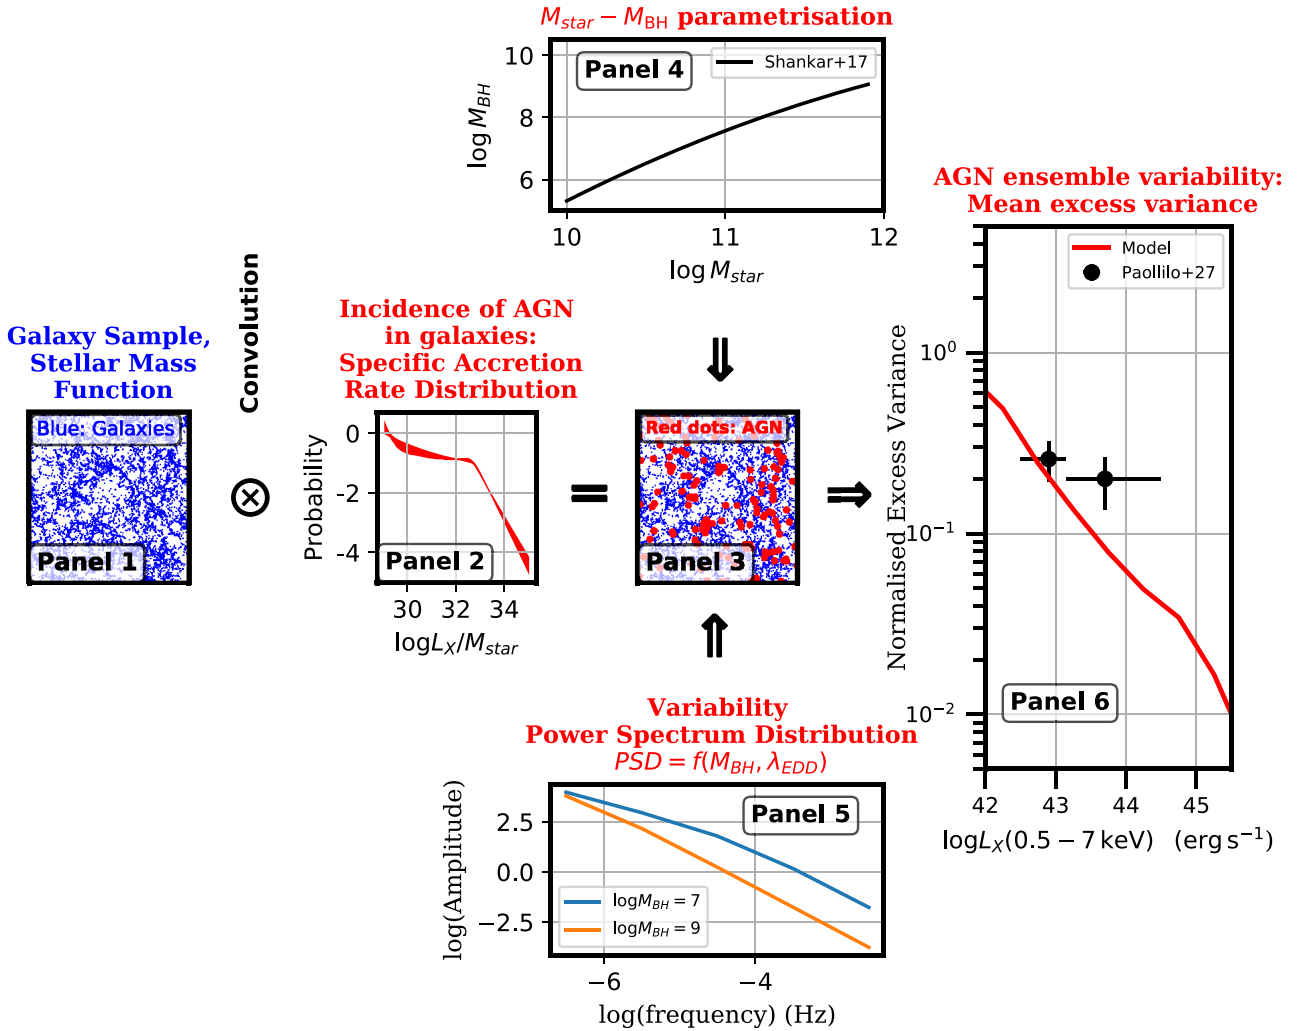 M_star − M_BH parametrisation
10
8
6
log M_BH
Panel 4
Shankar+17
10
11
12
log M_star
Galaxy Sample,
Stellar Mass
Function
Blue: Galaxies
Panel 1
Convolution
⊗
Incidence of AGN
in galaxies:
Specific Accretion
Rate Distribution
0
−2
−4
Probability
Panel 2
30
32
34
logL_X/M_star
=
⇓
Red dots: AGN
Panel 3
⇑
⇒
Variability
Power Spectrum Distribution
PSD = f(M_BH, λ_EDD)
2.5
0.0
−2.5
log(Amplitude)
Panel 5
logM_BH = 7
logM_BH = 9
−6
−4
log(frequency) (Hz)
AGN ensemble variability:
Mean excess variance
Model
Paollilo+27
10^0
10^−1
10^−2
Normalised Excess Variance
Panel 6
42
43
44
45
logL_X(0.5 − 7 keV) (erg s^−1)